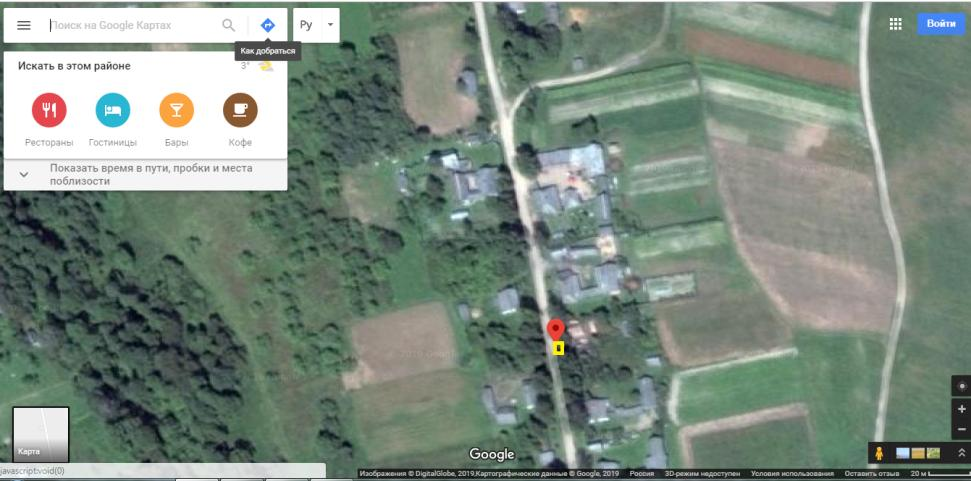 Поиск на Google Картах
Ру
Войти
Как добраться
Искать в этом районе
3°
Рестораны
Гостиницы
Бары
Кофе
Показать время в пути, пробки и места
поблизости
© 2019 Google
Карта
Google
javascript:void(0)
Изображения © DigitalGlobe, 2019,Картографические данные © Google, 2019 Россия 3D-режим недоступен Условия использования Оставить отзыв 20 м